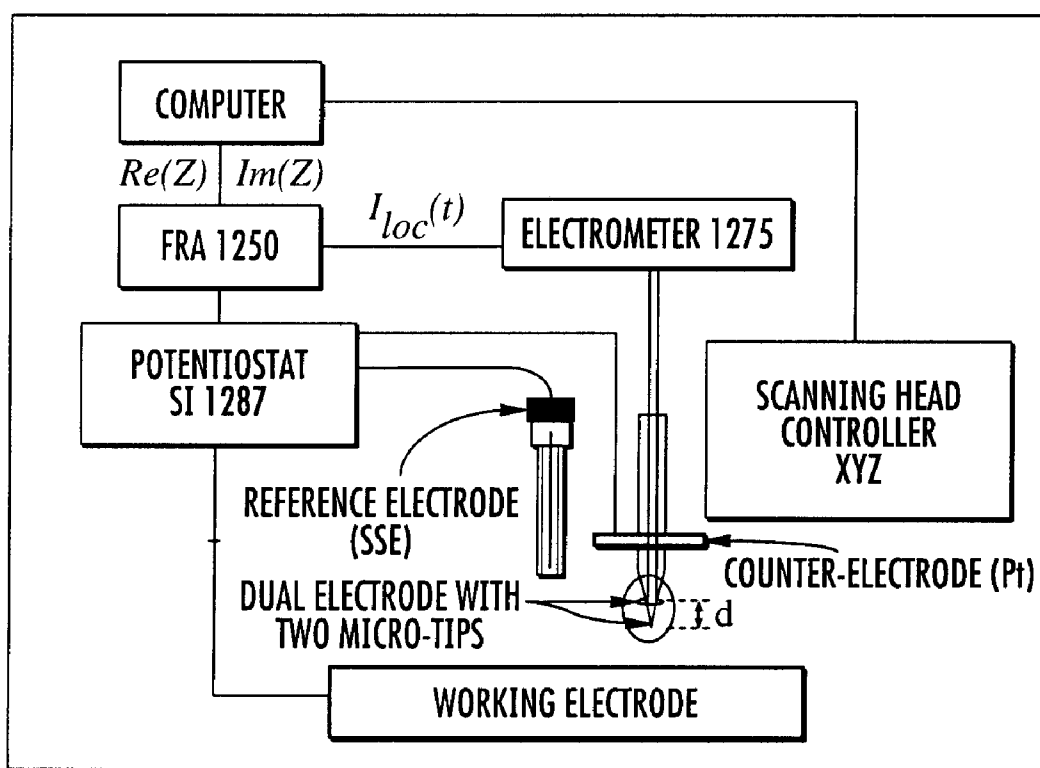 COMPUTER
Re(Z) Im(Z)
I_loc(t)
FRA 1250
ELECTROMETER 1275
POTENTIOSTAT
SI 1287
SCANNING HEAD
CONTROLLER
XYZ
REFERENCE ELECTRODE
(SSE)
COUNTER-ELECTRODE (Pt)
DUAL ELECTRODE WITH
TWO MICRO-TIPS
d
WORKING ELECTRODE